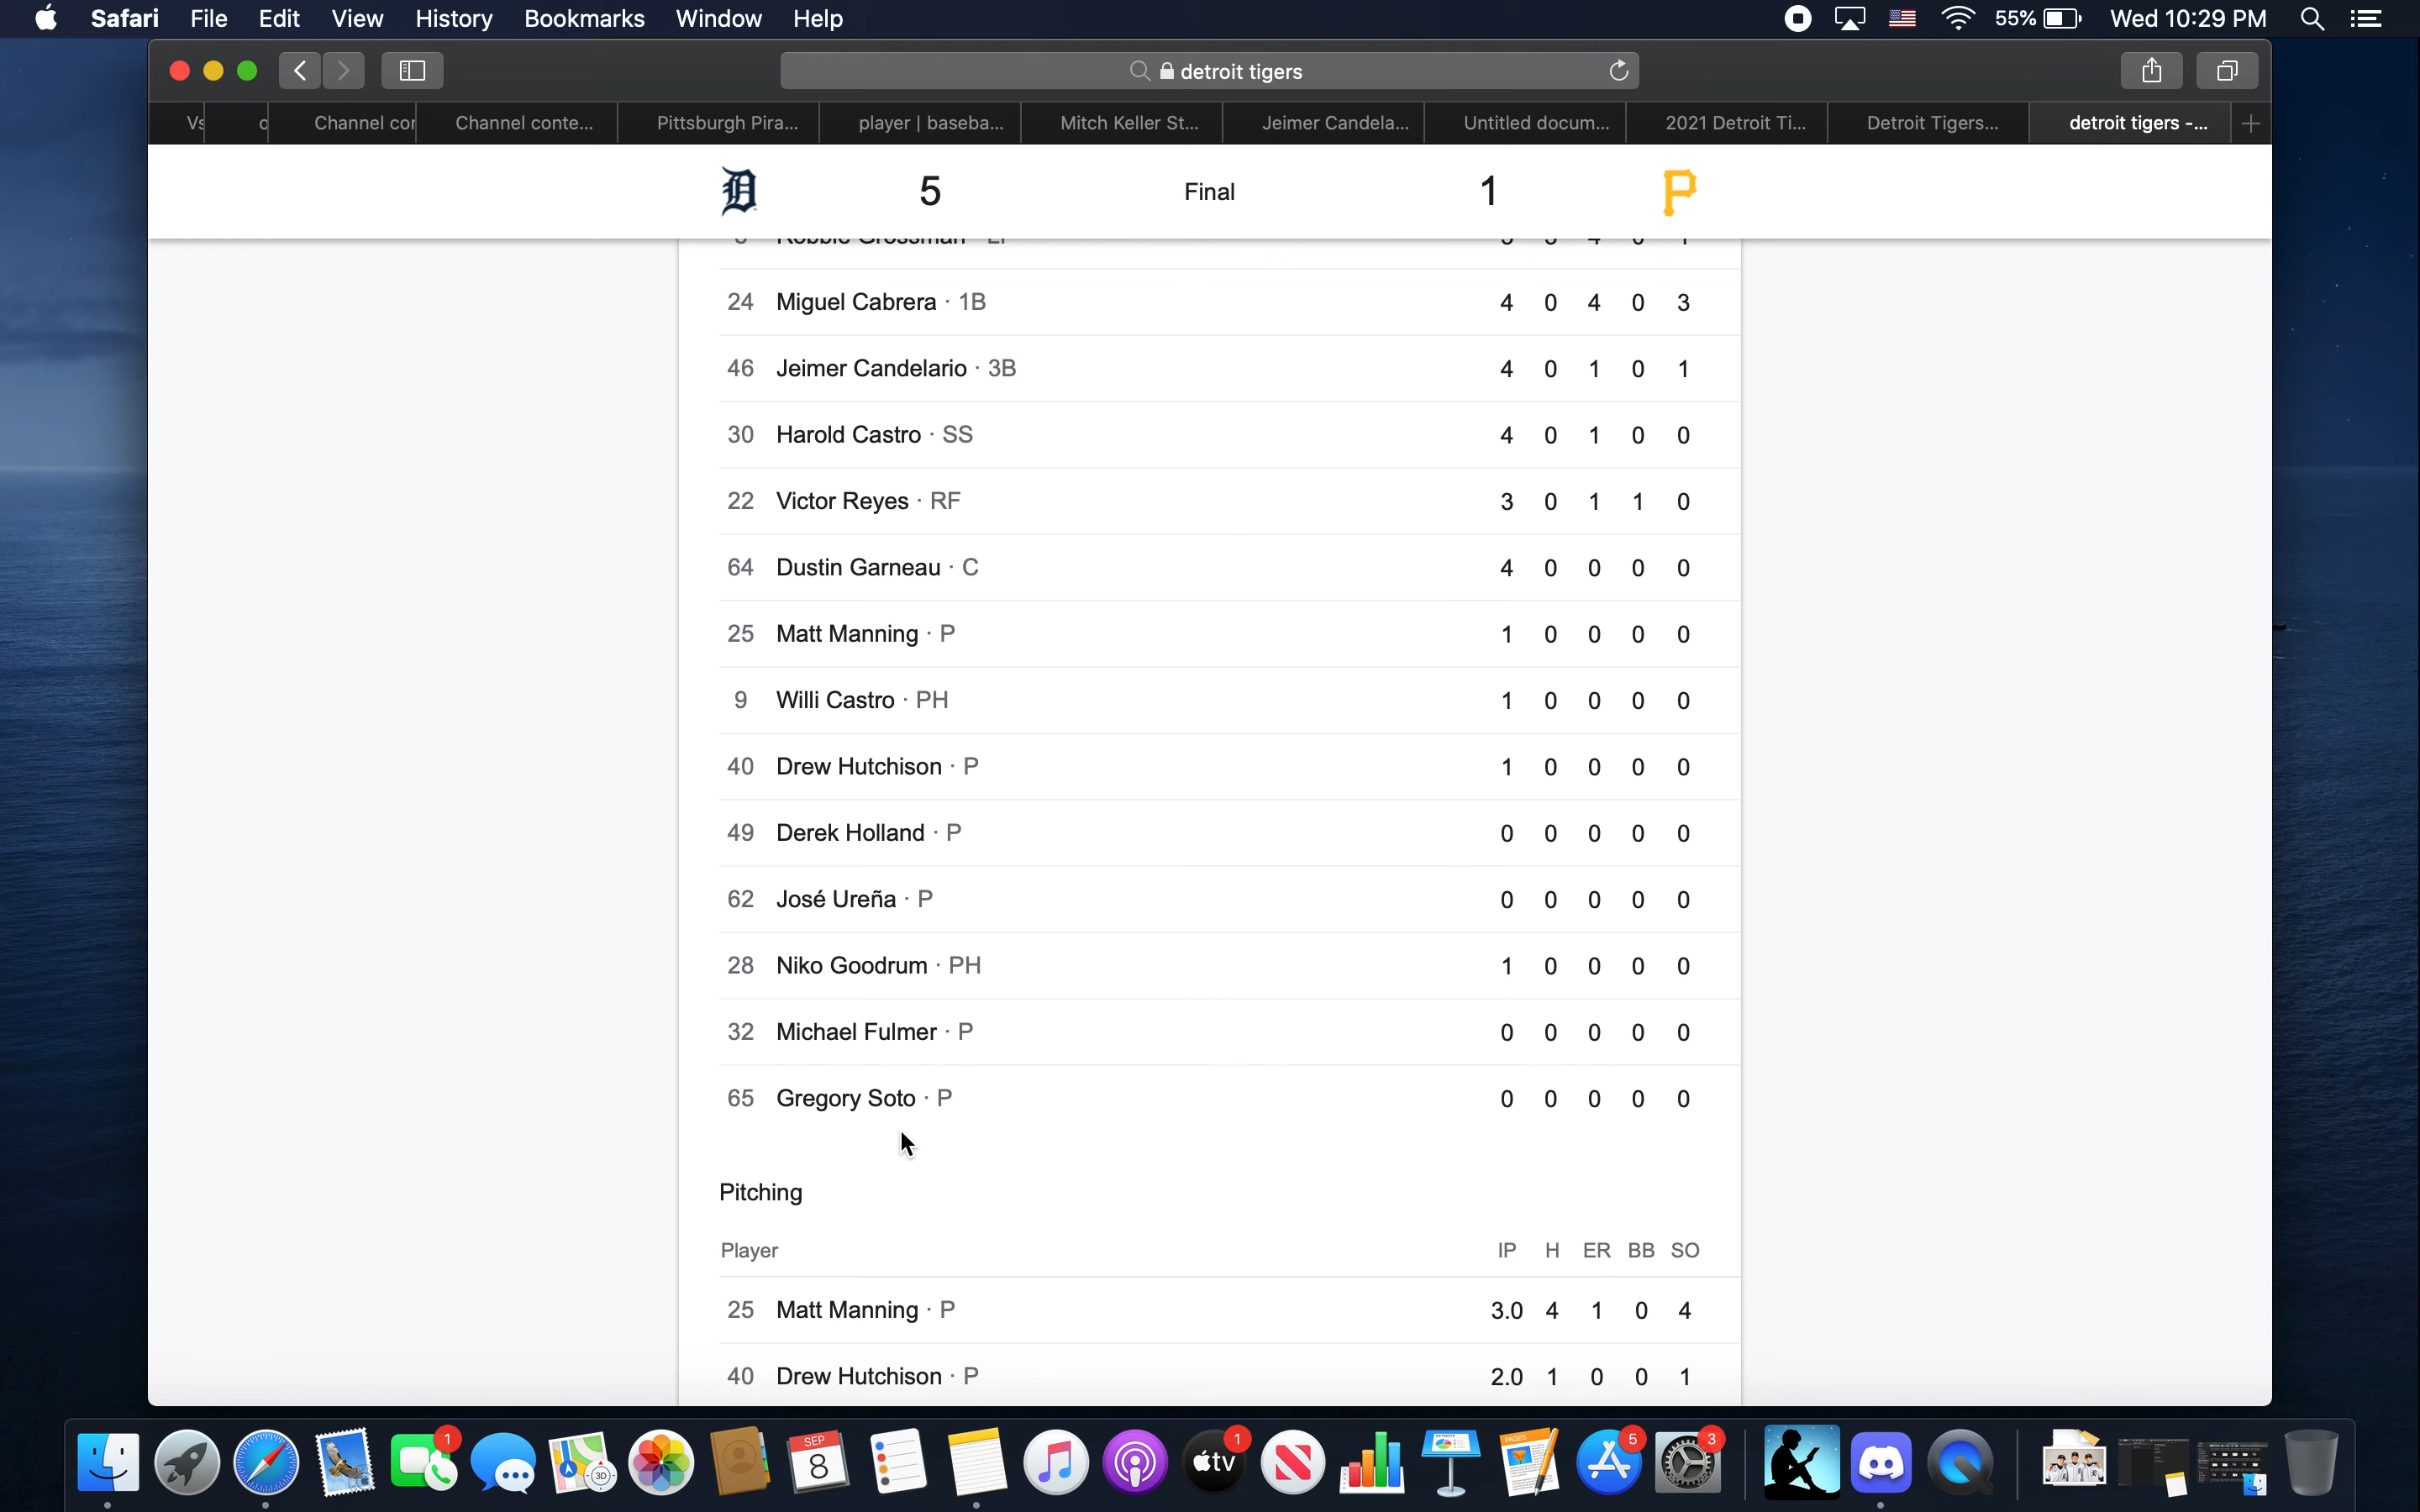 Safari File Edit View History Bookmarks Window Help 55% Wed 10:29 PM
detroit tigers
Channel cor Channel conte... Pittsburgh Pira... player | baseba... Mitch Keller St... Jeimer Candela... Untitled docum... 2021 Detroit Ti... Detroit Tigers... detroit tigers -...
D 5 Final 1 P
24 Miguel Cabrera · 1B 4 0 4 0 3
46 Jeimer Candelario · 3B 4 0 1 0 1
30 Harold Castro · SS 4 0 1 0 0
22 Victor Reyes · RF 3 0 1 1 0
64 Dustin Garneau · C 4 0 0 0 0
25 Matt Manning · P 1 0 0 0 0
9 Willi Castro · PH 1 0 0 0 0
40 Drew Hutchison · P 1 0 0 0 0
49 Derek Holland · P 0 0 0 0 0
62 José Ureña · P 0 0 0 0 0
28 Niko Goodrum · PH 1 0 0 0 0
32 Michael Fulmer · P 0 0 0 0 0
65 Gregory Soto · P 0 0 0 0 0
Pitching
Player IP H ER BB SO
25 Matt Manning · P 3.0 4 1 0 4
40 Drew Hutchison · P 2.0 1 0 0 1
1 3D SEP 8 1 tv PAGES 5 3